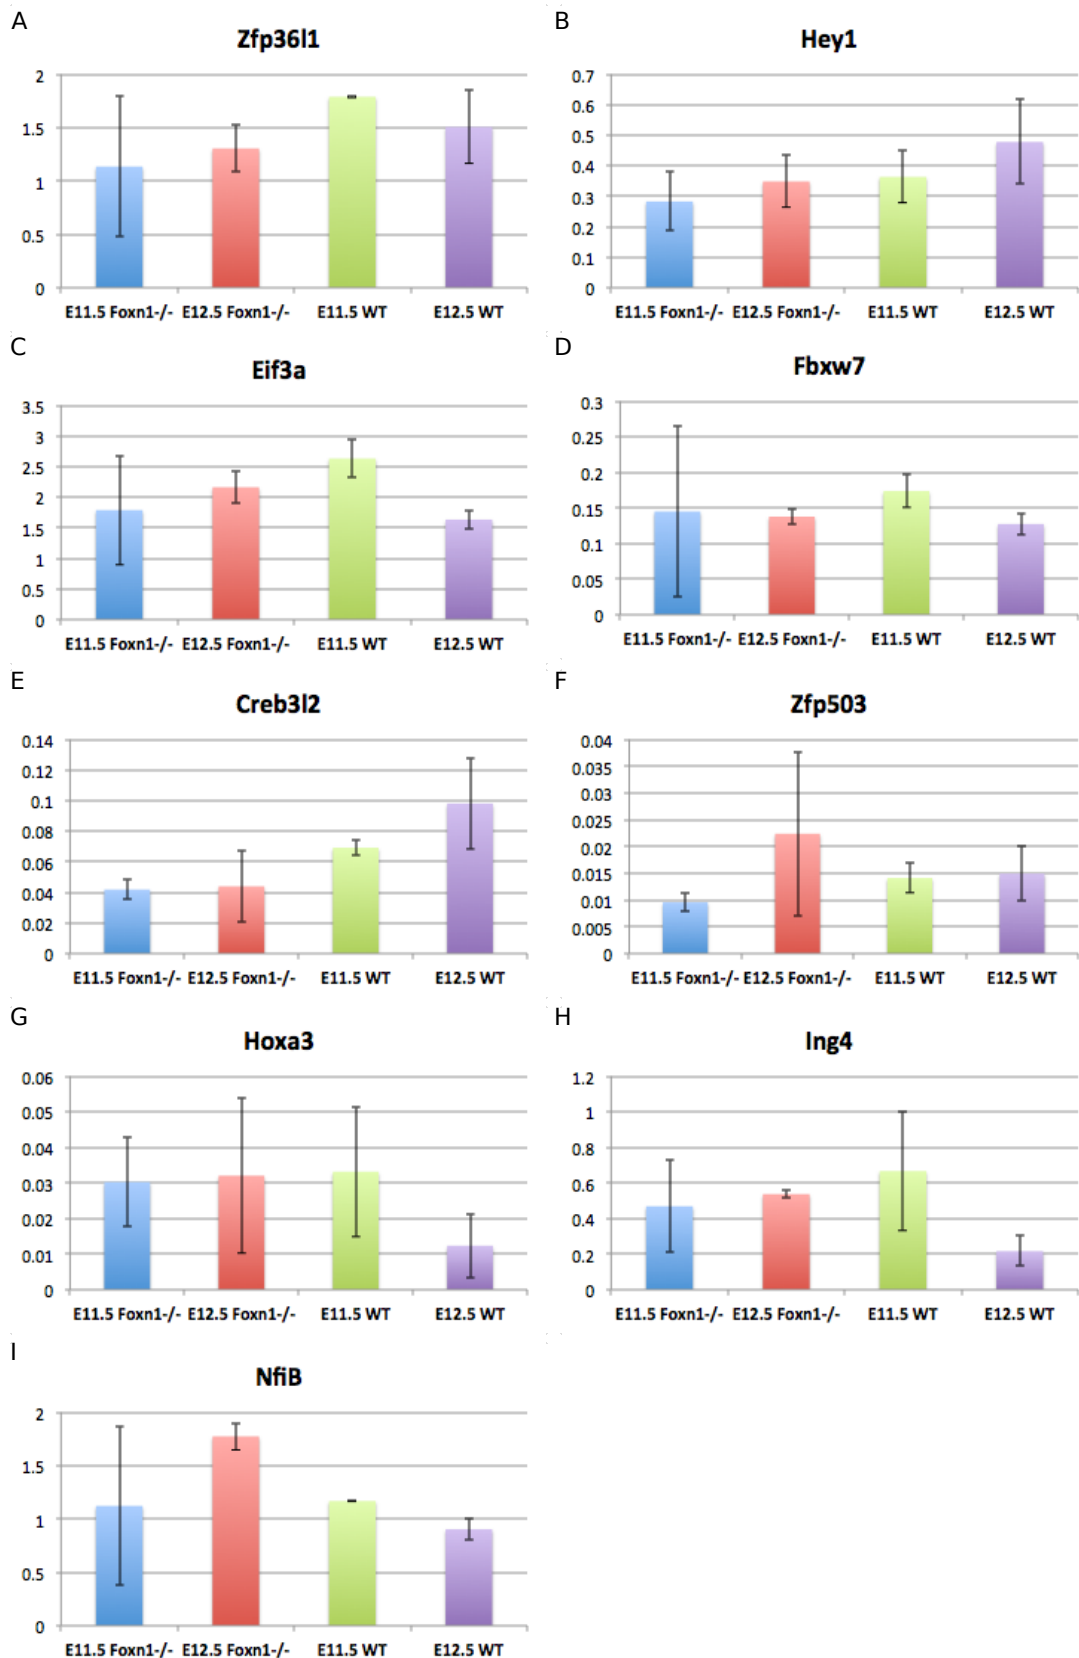 A
Zfp36l1
2
1.5
1
0.5
0
E11.5 Foxn1-/- E12.5 Foxn1-/- E11.5 WT E12.5 WT
B
Hey1
0.7
0.6
0.5
0.4
0.3
0.2
0.1
0
E11.5 Foxn1-/- E12.5 Foxn1-/- E11.5 WT E12.5 WT
C
Eif3a
3.5
3
2.5
2
1.5
1
0.5
0
E11.5 Foxn1-/- E12.5 Foxn1-/- E11.5 WT E12.5 WT
D
Fbxw7
0.3
0.25
0.2
0.15
0.1
0.05
0
E11.5 Foxn1-/- E12.5 Foxn1-/- E11.5 WT E12.5 WT
E
Creb3l2
0.14
0.12
0.1
0.08
0.06
0.04
0.02
0
E11.5 Foxn1-/- E12.5 Foxn1-/- E11.5 WT E12.5 WT
F
Zfp503
0.04
0.035
0.03
0.025
0.02
0.015
0.01
0.005
0
E11.5 Foxn1-/- E12.5 Foxn1-/- E11.5 WT E12.5 WT
G
Hoxa3
0.06
0.05
0.04
0.03
0.02
0.01
0
E11.5 Foxn1-/- E12.5 Foxn1-/- E11.5 WT E12.5 WT
H
Ing4
1.2
1
0.8
0.6
0.4
0.2
0
E11.5 Foxn1-/- E12.5 Foxn1-/- E11.5 WT E12.5 WT
I
NfiB
2
1.5
1
0.5
0
E11.5 Foxn1-/- E12.5 Foxn1-/- E11.5 WT E12.5 WT